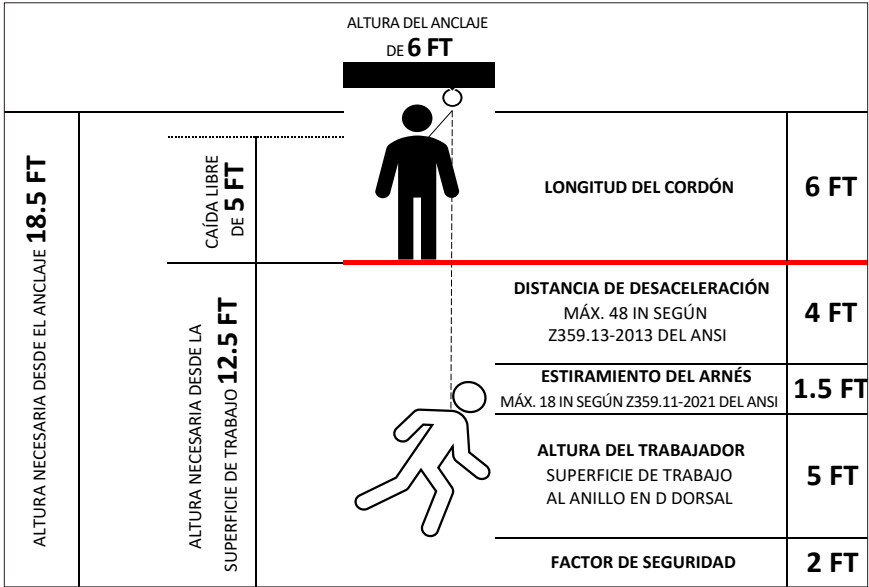 ALTURA DEL ANCLAJE
DE 6 FT
ALTURA NECESARIA DESDE EL ANCLAJE 18.5 FT
CAÍDA LIBRE
DE 5 FT
ALTURA NECESARIA DESDE LA
SUPERFICIE DE TRABAJO 12.5 FT
LONGITUD DEL CORDÓN
6 FT
DISTANCIA DE DESACELERACIÓN
MÁX. 48 IN SEGÚN
Z359.13-2013 DEL ANSI
4 FT
ESTIRAMIENTO DEL ARNÉS
MÁX. 18 IN SEGÚN Z359.11-2021 DEL ANSI
1.5 FT
ALTURA DEL TRABAJADOR
SUPERFICIE DE TRABAJO
AL ANILLO EN D DORSAL
5 FT
FACTOR DE SEGURIDAD
2 FT